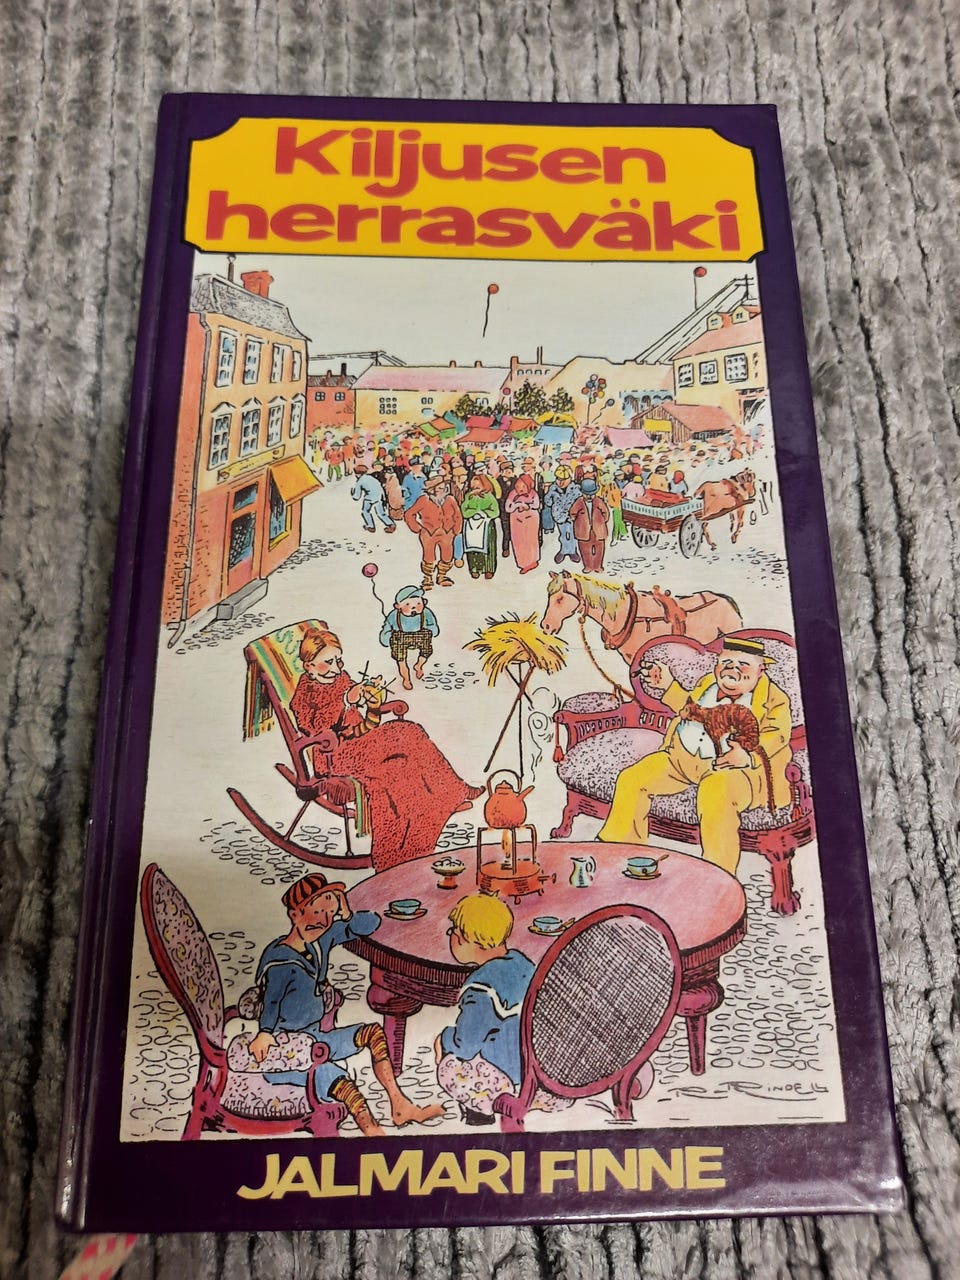 Kiljusen
herrasväki
JALMARI FINNE